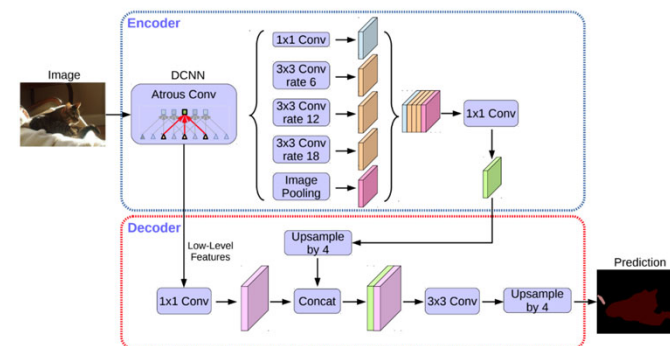 Encoder
Image
DCNN
Atrous Conv
1x1 Conv
3x3 Conv
rate 6
3x3 Conv
rate 12
3x3 Conv
rate 18
Image
Pooling
1x1 Conv
Decoder
Low-Level
Features
Upsample
by 4
1x1 Conv
Concat
3x3 Conv
Upsample
by 4
Prediction